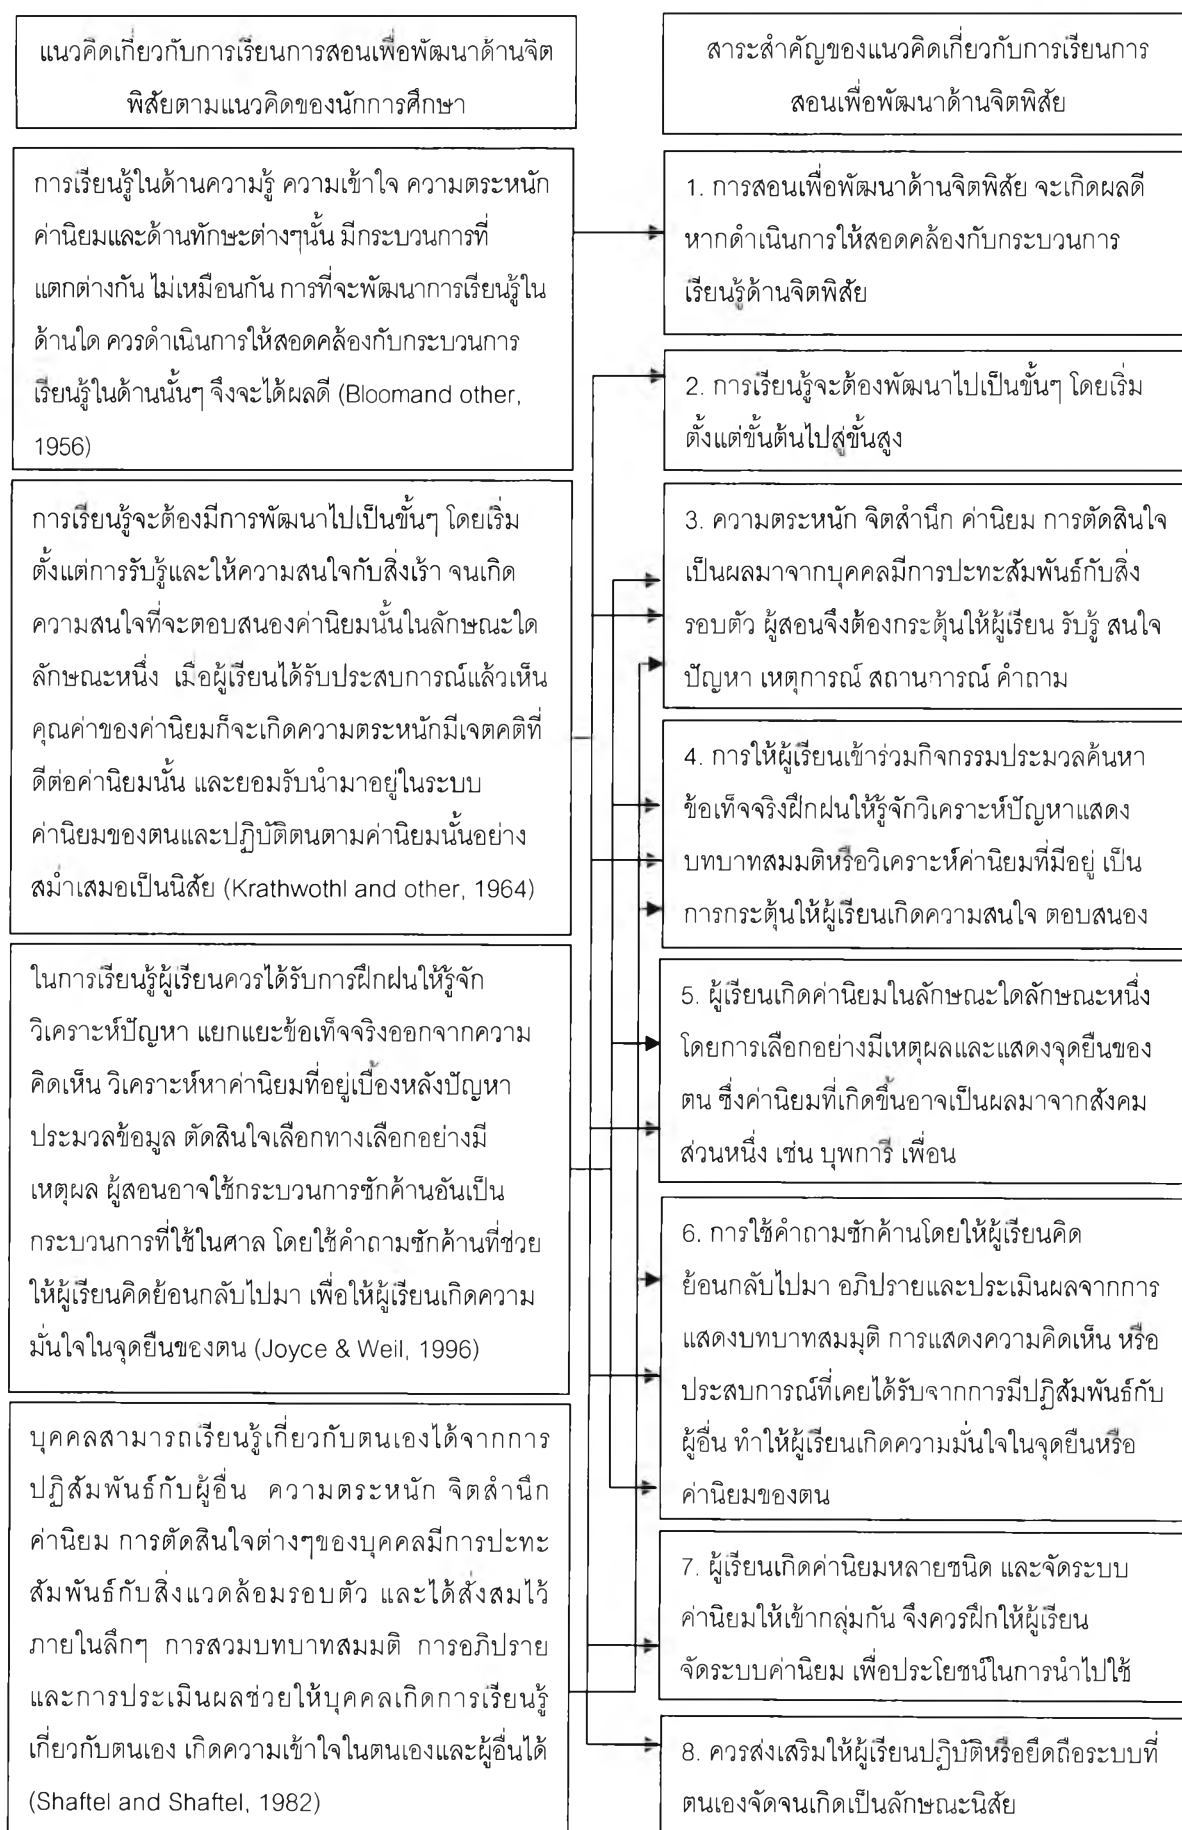 แนวคิดเกี่ยวกับการเรียนการสอนเพื่อพัฒนาด้านจิต
พิสัยตามแนวคิดของนักการศึกษา
การเรียนรู้ในด้านความรู้ ความเข้าใจ ความตระหนัก
ค่านิยมและด้านทักษะต่างๆนั้น มีกระบวนการที่
แตกต่างกัน ไม่เหมือนกัน การที่จะพัฒนาการเรียนรู้ใน
ด้านใด ควรดำเนินการให้สอดคล้องกับกระบวนการ
เรียนรู้ในด้านนั้นๆ จึงจะได้ผลดี (Bloomand other,
1956)
การเรียนรู้จะต้องมีการพัฒนาไปเป็นขั้นๆ โดยเริ่ม
ตั้งแต่การรับรู้และให้ความสนใจกับสิ่งเร้า จนเกิด
ความสนใจที่จะตอบสนองค่านิยมนั้นในลักษณะใด
ลักษณะหนึ่ง เมื่อผู้เรียนได้รับประสบการณ์แล้วเห็น
คุณค่าของค่านิยมก็จะเกิดความตระหนักมีเจตคติที่
ดีต่อค่านิยมนั้น และยอมรับนำมาอยู่ในระบบ
ค่านิยมของตนและปฏิบัติตนตามค่านิยมนั้นอย่าง
สม่ำเสมอเป็นนิสัย (Krathwothl and other, 1964)
ในการเรียนรู้ผู้เรียนควรได้รับการฝึกฝนให้รู้จัก
วิเคราะห์ปัญหา แยกแยะข้อเท็จจริงออกจากความ
คิดเห็น วิเคราะห์หาค่านิยมที่อยู่เบื้องหลังปัญหา
ประมวลข้อมูล ตัดสินใจเลือกทางเลือกอย่างมี
เหตุผล ผู้สอนอาจใช้กระบวนการซักค้านอันเป็น
กระบวนการที่ใช้ในศาล โดยใช้คำถามซักค้านที่ช่วย
ให้ผู้เรียนคิดย้อนกลับไปมา เพื่อให้ผู้เรียนเกิดความ
มั่นใจในจุดยืนของตน (Joyce & Weil, 1996)
บุคคลสามารถเรียนรู้เกี่ยวกับตนเองได้จากการ
ปฏิสัมพันธ์กับผู้อื่น ความตระหนัก จิตสำนึก
ค่านิยม การตัดสินใจต่างๆของบุคคลมีการปะทะ
สัมพันธ์กับสิ่งแวดล้อมรอบตัว และได้สั่งสมไว้
ภายในลึกๆ การสวมบทบาทสมมติ การอภิปราย
และการประเมินผลช่วยให้บุคคลเกิดการเรียนรู้
เกี่ยวกับตนเอง เกิดความเข้าใจในตนเองและผู้อื่นได้
(Shaftel and Shaftel, 1982)
สาระสำคัญของแนวคิดเกี่ยวกับการเรียนการ
สอนเพื่อพัฒนาด้านจิตพิสัย
1. การสอนเพื่อพัฒนาด้านจิตพิสัย จะเกิดผลดี
หากดำเนินการให้สอดคล้องกับกระบวนการ
เรียนรู้ด้านจิตพิสัย
2. การเรียนรู้จะต้องพัฒนาไปเป็นขั้นๆ โดยเริ่ม
ตั้งแต่ขั้นต้นไปสู่ขั้นสูง
3. ความตระหนัก จิตสำนึก ค่านิยม การตัดสินใจ
เป็นผลมาจากบุคคลมีการปะทะสัมพันธ์กับสิ่ง
รอบตัว ผู้สอนจึงต้องกระตุ้นให้ผู้เรียน รับรู้ สนใจ
ปัญหา เหตุการณ์ สถานการณ์ คำถาม
4. การให้ผู้เรียนเข้าร่วมกิจกรรมประมวลค้นหา
ข้อเท็จจริงฝึกฝนให้รู้จักวิเคราะห์ปัญหาแสดง
บทบาทสมมติหรือวิเคราะห์ค่านิยมที่มีอยู่ เป็น
การกระตุ้นให้ผู้เรียนเกิดความสนใจ ตอบสนอง
5. ผู้เรียนเกิดค่านิยมในลักษณะใดลักษณะหนึ่ง
โดยการเลือกอย่างมีเหตุผลและแสดงจุดยืนของ
ตน ซึ่งค่านิยมที่เกิดขึ้นอาจเป็นผลมาจากสังคม
ส่วนหนึ่ง เช่น บุพการี เพื่อน
6. การใช้คำถามซักค้านโดยให้ผู้เรียนคิด
ย้อนกลับไปมา อภิปรายและประเมินผลจากการ
แสดงบทบาทสมมุติ การแสดงความคิดเห็น หรือ
ประสบการณ์ที่เคยได้รับจากการมีปฏิสัมพันธ์กับ
ผู้อื่น ทำให้ผู้เรียนเกิดความมั่นใจในจุดยืนหรือ
ค่านิยมของตน
7. ผู้เรียนเกิดค่านิยมหลายชนิด และจัดระบบ
ค่านิยมให้เข้ากลุ่มกัน จึงควรฝึกให้ผู้เรียน
จัดระบบค่านิยม เพื่อประโยชน์ในการนำไปใช้
8. ควรส่งเสริมให้ผู้เรียนปฏิบัติหรือยึดถือระบบที่
ตนเองจัดจนเกิดเป็นลักษณะนิสัย